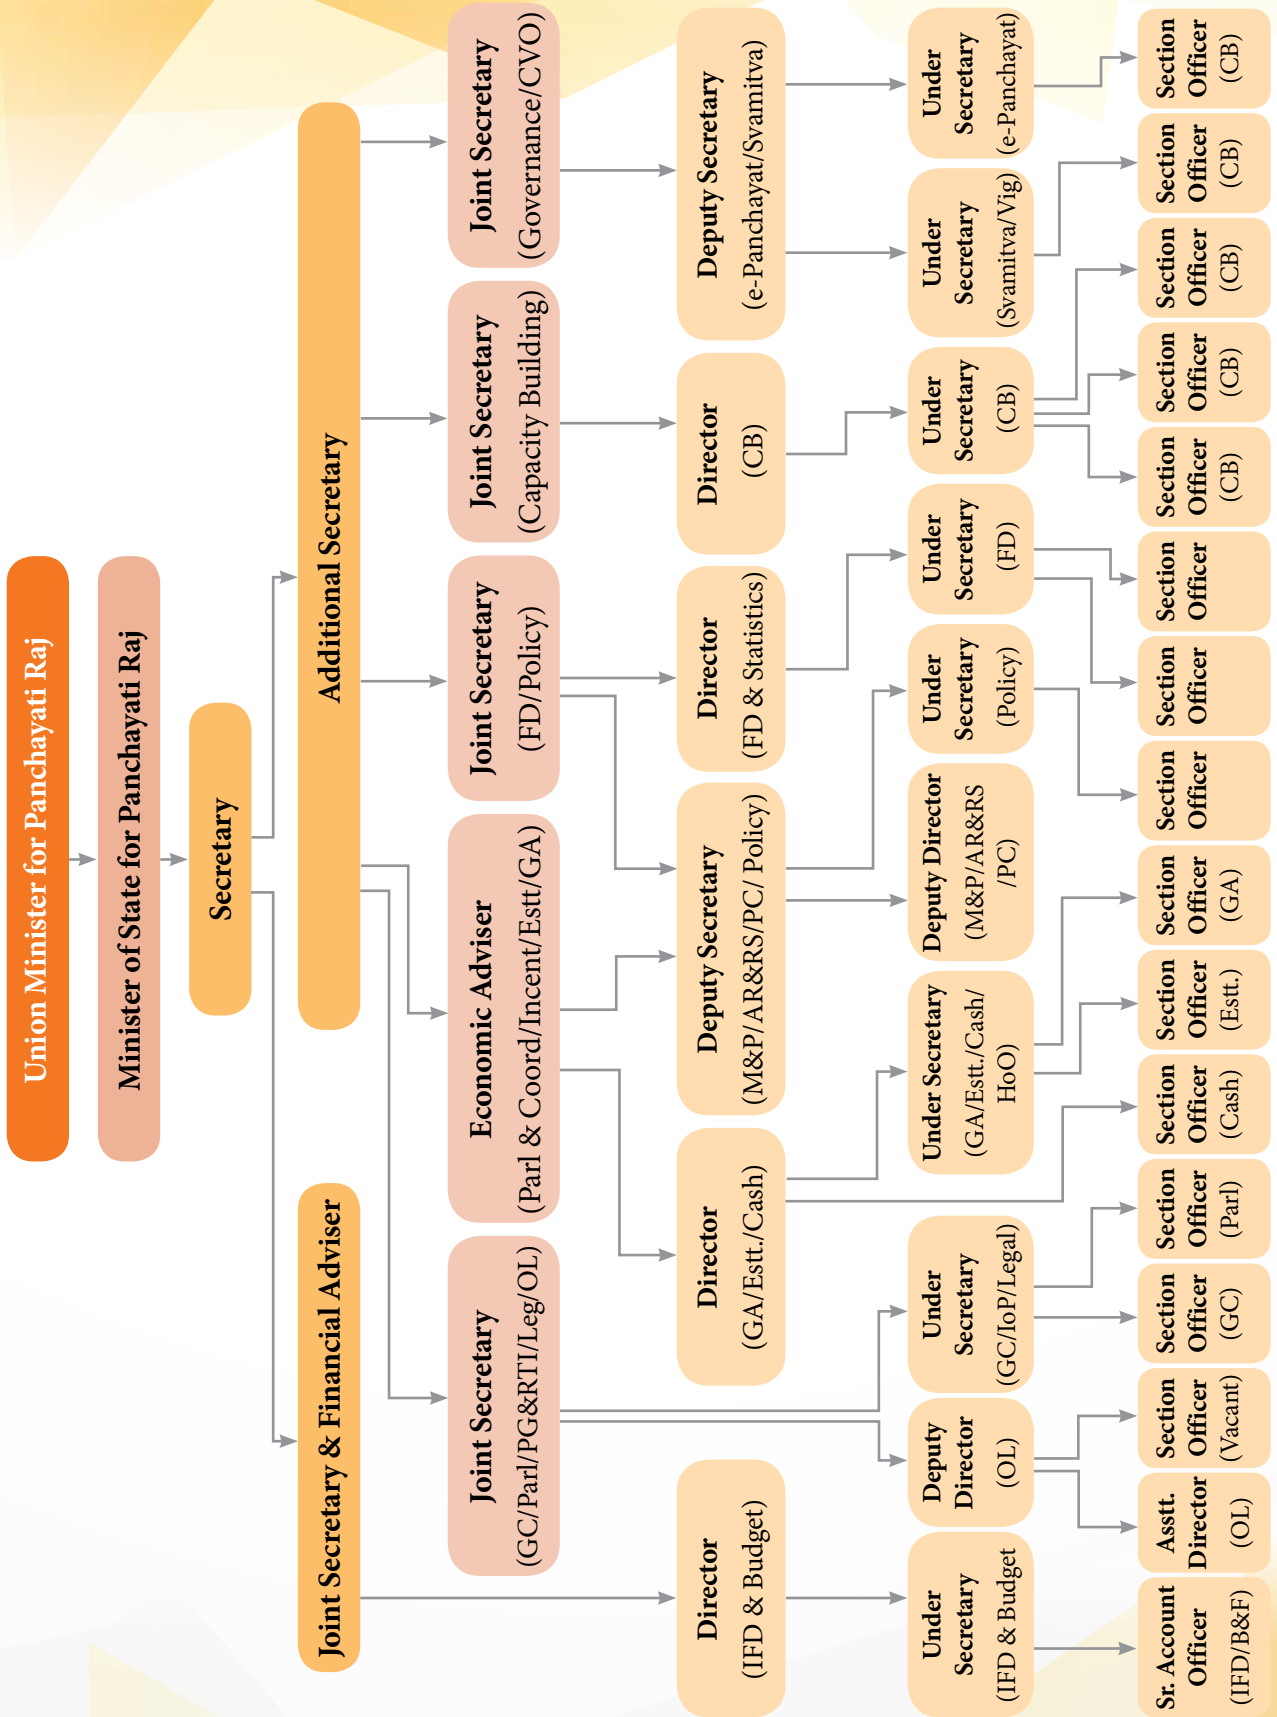 Union Minister for Panchayati Raj
Minister of State for Panchayati Raj
Secretary
Joint Secretary & Financial Adviser
Additional Secretary
Joint Secretary
(GC/Parl/PG&RTI/Leg/OL)
Economic Adviser
(Parl & Coord/Incent/Estt/GA)
Joint Secretary
(FD/Policy)
Joint Secretary
(Capacity Building)
Joint Secretary
(Governance/CVO)
Director
(IFD & Budget)
Director
(GA/Estt./Cash)
Deputy Secretary
(M&P/AR&RS/PC/ Policy)
Director
(FD & Statistics)
Director
(CB)
Deputy Secretary
(e-Panchayat/Svamitva)
Under
Secretary
(IFD & Budget
Deputy
Director
(OL)
Under
Secretary
(GC/IoP/Legal)
Under Secretary
(GA/Estt./Cash/
HoO)
Deputy Director
(M&P/AR&RS
/PC)
Under
Secretary
(Policy)
Under
Secretary
(FD)
Under
Secretary
(CB)
Under
Secretary
(Svamitva/Vig)
Under
Secretary
(e-Panchayat)
Sr. Account
Officer
(IFD/B&F)
Asstt.
Director
(OL)
Section
Officer
(Vacant)
Section
Officer
(GC)
Section
Officer
(Parl)
Section
Officer
(Cash)
Section
Officer
(Estt.)
Section
Officer
(GA)
Section
Officer
Section
Officer
Section
Officer
Section
Officer
(CB)
Section
Officer
(CB)
Section
Officer
(CB)
Section
Officer
(CB)
Section
Officer
(CB)